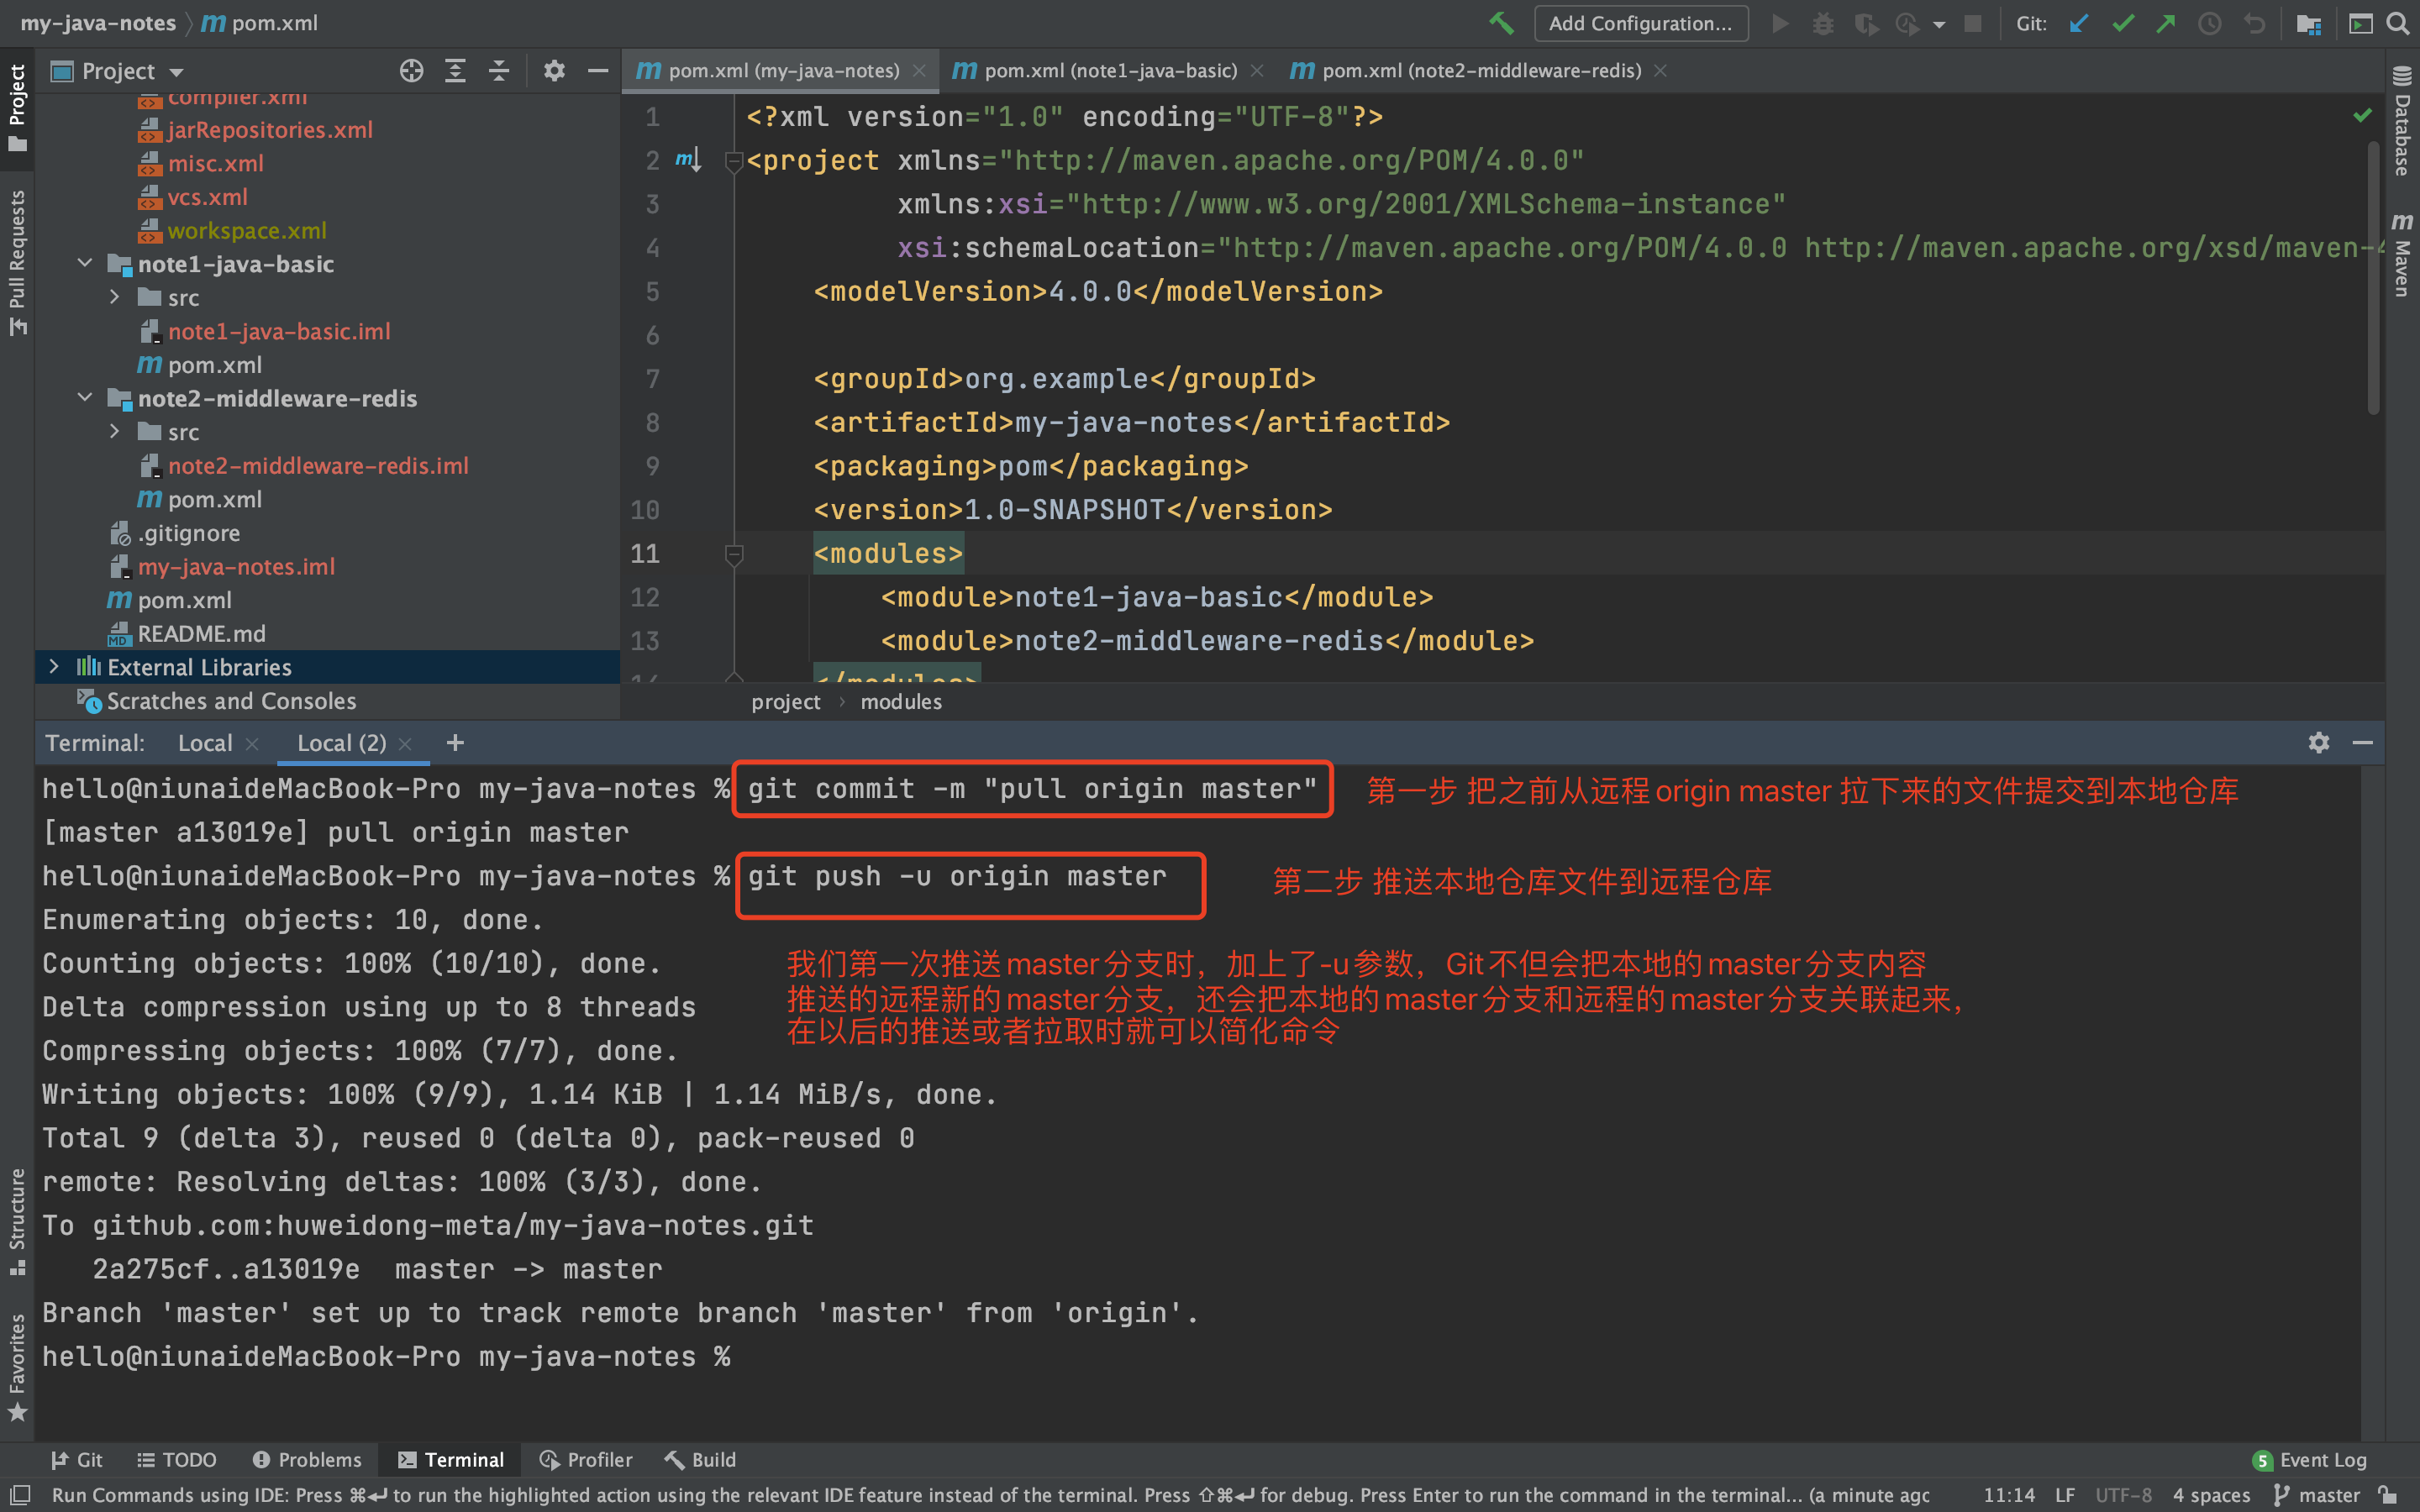 my-java-notes pom.xml
Add Configuration...
Git:
Project
Project
Pull Requests
Structure
Favorites
Database
Maven
compiler.xml
jarRepositories.xml
misc.xml
vcs.xml
workspace.xml
note1-java-basic
src
note1-java-basic.iml
pom.xml
note2-middleware-redis
src
note2-middleware-redis.iml
pom.xml
.gitignore
my-java-notes.iml
pom.xml
README.md
External Libraries
Scratches and Consoles
pom.xml (my-java-notes)
pom.xml (note1-java-basic)
pom.xml (note2-middleware-redis)
1 <?xml version="1.0" encoding="UTF-8"?>
2 <project xmlns="http://maven.apache.org/POM/4.0.0"
3 xmlns:xsi="http://www.w3.org/2001/XMLSchema-instance"
4 xsi:schemaLocation="http://maven.apache.org/POM/4.0.0 http://maven.apache.org/xsd/maven-4
5 <modelVersion>4.0.0</modelVersion>
6
7 <groupId>org.example</groupId>
8 <artifactId>my-java-notes</artifactId>
9 <packaging>pom</packaging>
10 <version>1.0-SNAPSHOT</version>
11 <modules>
12 <module>note1-java-basic</module>
13 <module>note2-middleware-redis</module>
14 </modules>
project › modules
Terminal: Local Local (2) +
hello@niunaideMacBook-Pro my-java-notes % git commit -m "pull origin master"
第一步 把之前从远程origin master 拉下来的文件提交到本地仓库
[master a13019e] pull origin master
hello@niunaideMacBook-Pro my-java-notes % git push -u origin master
第二步 推送本地仓库文件到远程仓库
Enumerating objects: 10, done.
Counting objects: 100% (10/10), done.
Delta compression using up to 8 threads
Compressing objects: 100% (7/7), done.
我们第一次推送master分支时，加上了-u参数，Git不但会把本地的master分支内容
推送的远程新的master分支，还会把本地的master分支和远程的master分支关联起来，
在以后的推送或者拉取时就可以简化命令
Writing objects: 100% (9/9), 1.14 KiB | 1.14 MiB/s, done.
Total 9 (delta 3), reused 0 (delta 0), pack-reused 0
remote: Resolving deltas: 100% (3/3), done.
To github.com:huweidong-meta/my-java-notes.git
2a275cf..a13019e master -> master
Branch 'master' set up to track remote branch 'master' from 'origin'.
hello@niunaideMacBook-Pro my-java-notes %
Git TODO Problems Terminal Profiler Build
5 Event Log
Run Commands using IDE: Press ⌘↵ to run the highlighted action using the relevant IDE feature instead of the terminal. Press ⇧⌘↵ for debug. Press Enter to run the command in the terminal... (a minute agc
11:14 LF UTF-8 4 spaces master